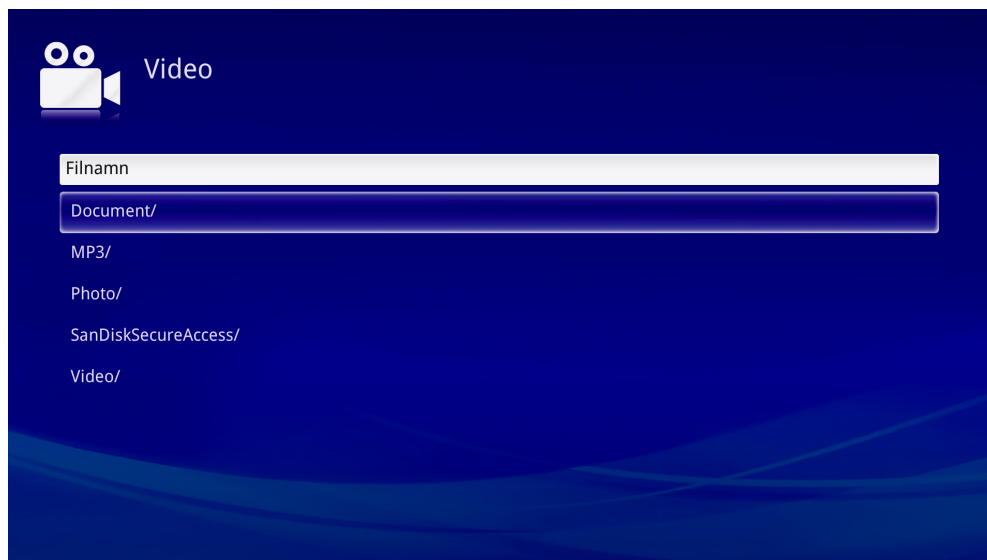 Video
Filnamn
Document/
MP3/
Photo/
SanDiskSecureAccess/
Video/